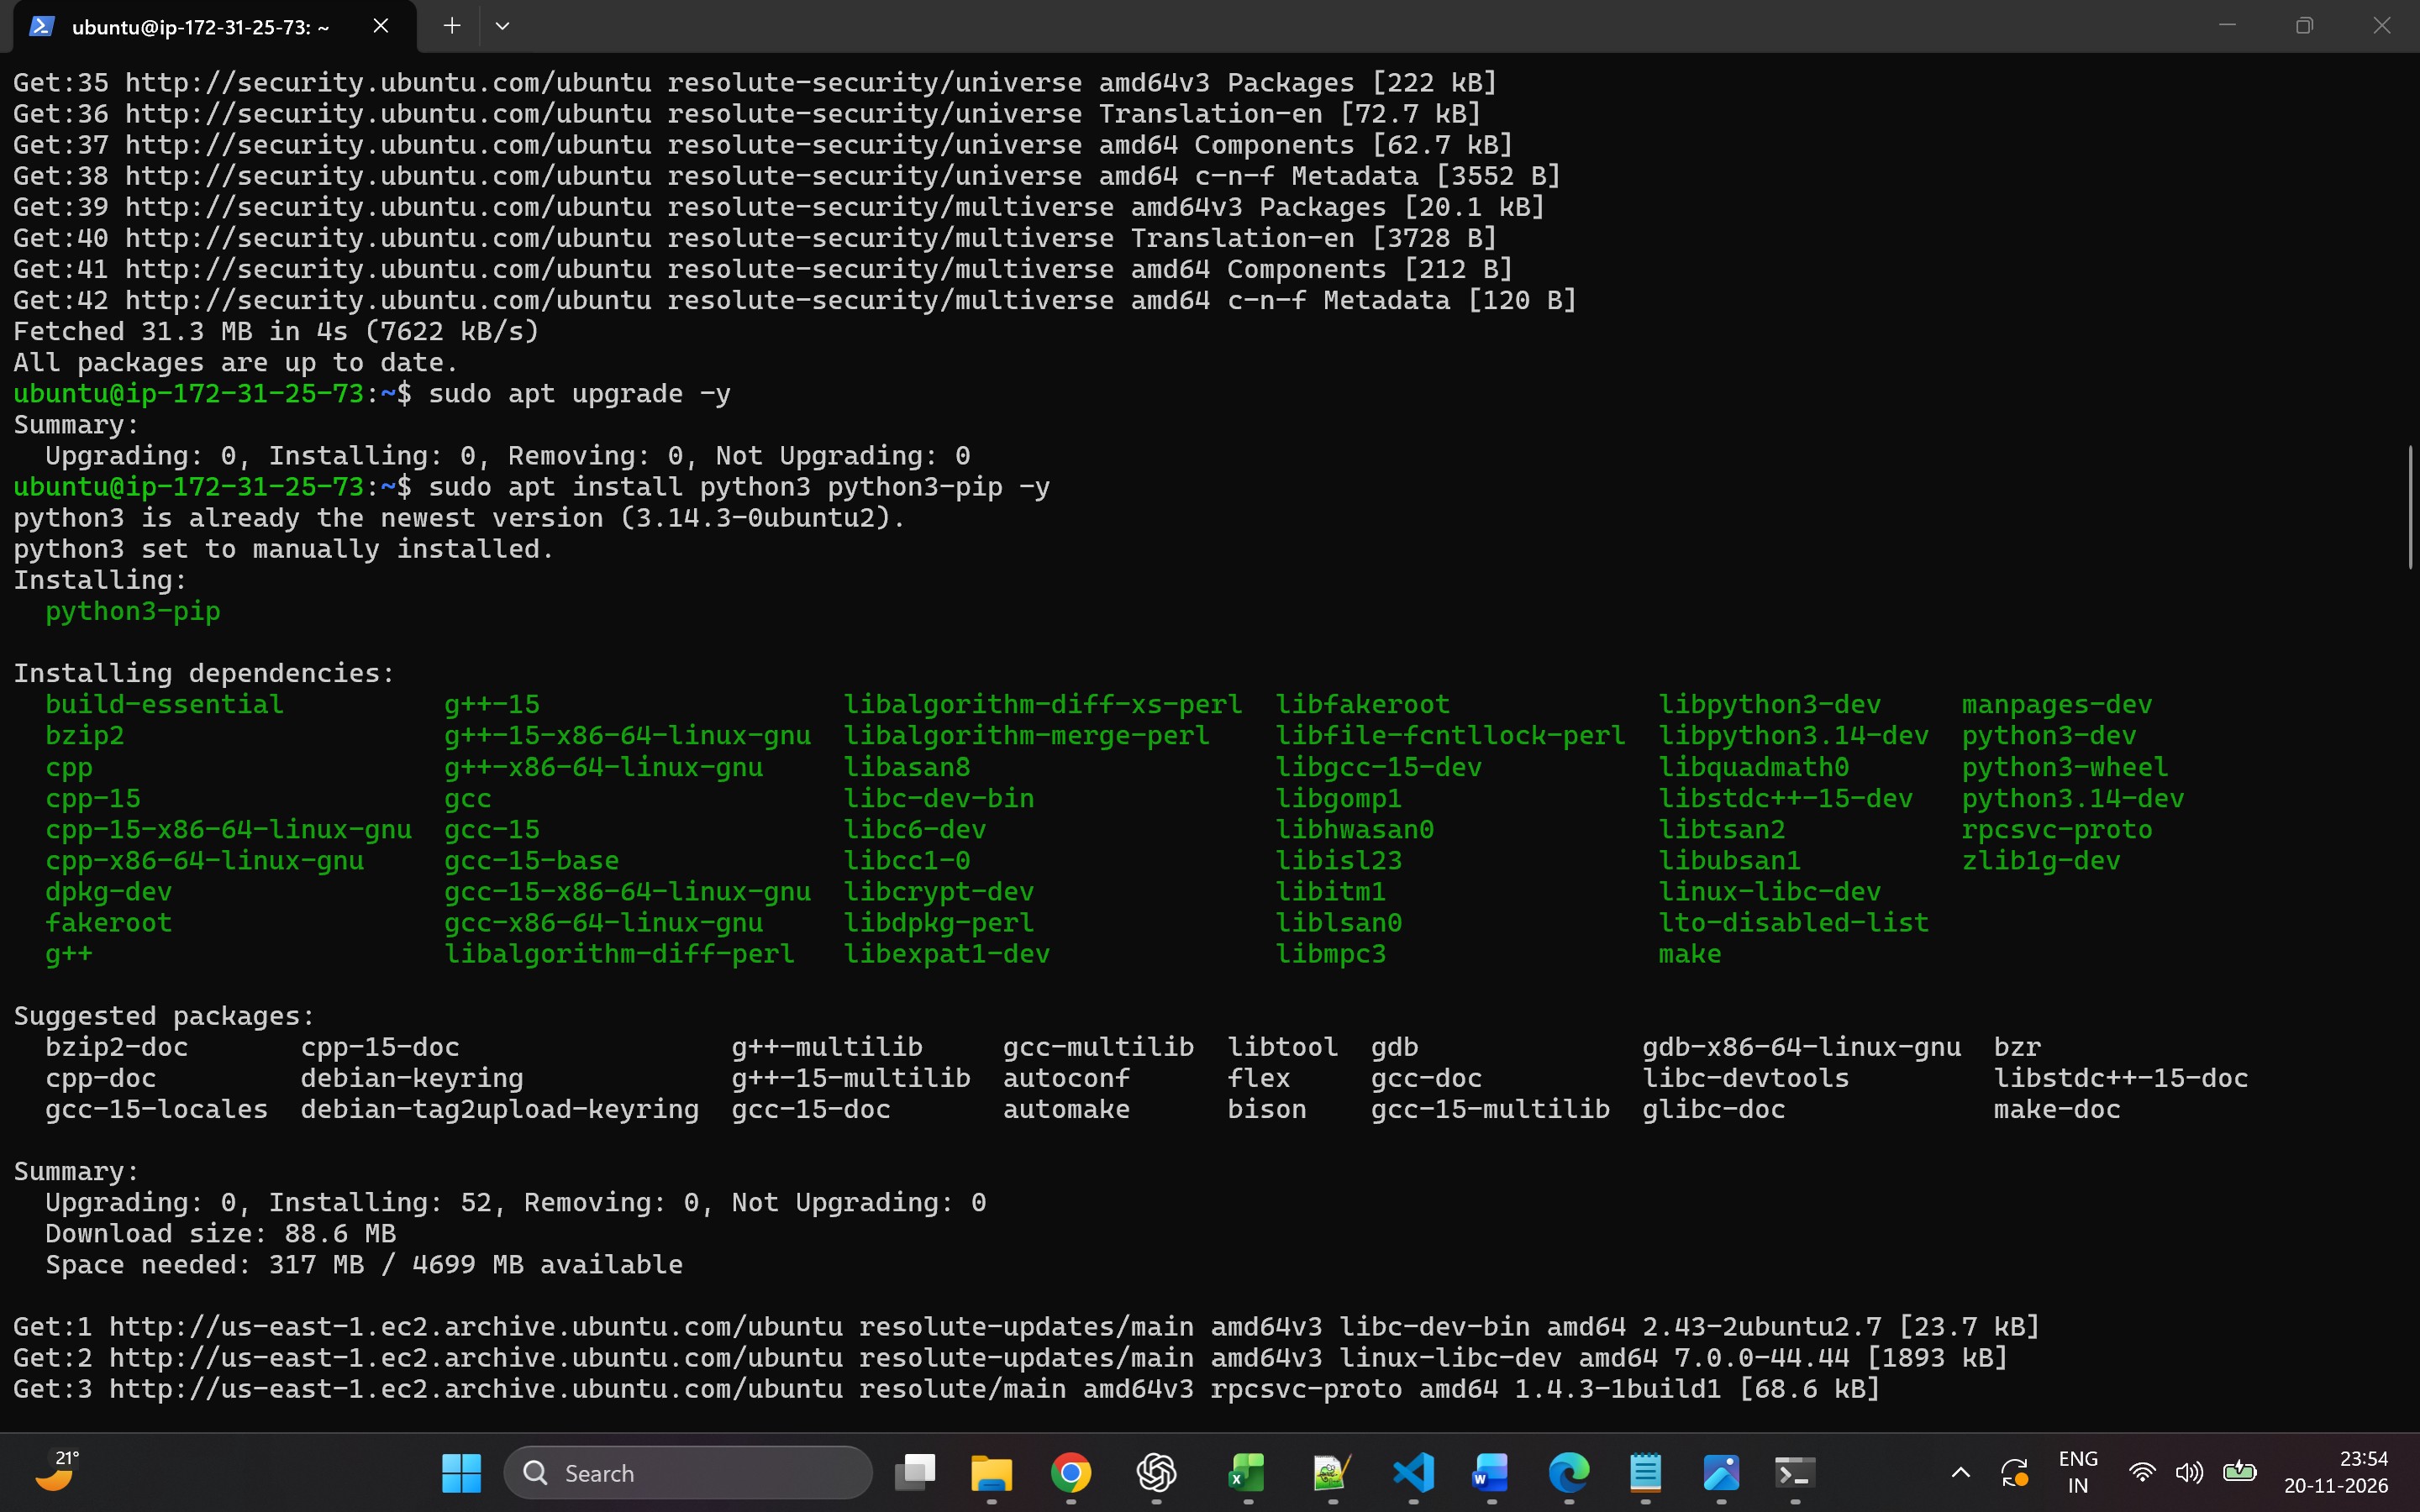 ubuntu@ip-172-31-25-73: ~
Get:35 http://security.ubuntu.com/ubuntu resolute-security/universe amd64v3 Packages [222 kB]
Get:36 http://security.ubuntu.com/ubuntu resolute-security/universe Translation-en [72.7 kB]
Get:37 http://security.ubuntu.com/ubuntu resolute-security/universe amd64 Components [62.7 kB]
Get:38 http://security.ubuntu.com/ubuntu resolute-security/universe amd64 c-n-f Metadata [3552 B]
Get:39 http://security.ubuntu.com/ubuntu resolute-security/multiverse amd64v3 Packages [20.1 kB]
Get:40 http://security.ubuntu.com/ubuntu resolute-security/multiverse Translation-en [3728 B]
Get:41 http://security.ubuntu.com/ubuntu resolute-security/multiverse amd64 Components [212 B]
Get:42 http://security.ubuntu.com/ubuntu resolute-security/multiverse amd64 c-n-f Metadata [120 B]
Fetched 31.3 MB in 4s (7622 kB/s)
All packages are up to date.
ubuntu@ip-172-31-25-73:~$ sudo apt upgrade -y
Summary:
  Upgrading: 0, Installing: 0, Removing: 0, Not Upgrading: 0
ubuntu@ip-172-31-25-73:~$ sudo apt install python3 python3-pip -y
python3 is already the newest version (3.14.3-0ubuntu2).
python3 set to manually installed.
Installing:
  python3-pip
Installing dependencies:
  build-essential          g++-15                   libalgorithm-diff-xs-perl  libfakeroot             libpython3-dev     manpages-dev
  bzip2                    g++-15-x86-64-linux-gnu  libalgorithm-merge-perl    libfile-fcntllock-perl  libpython3.14-dev  python3-dev
  cpp                      g++-x86-64-linux-gnu     libasan8                   libgcc-15-dev           libquadmath0       python3-wheel
  cpp-15                   gcc                      libc-dev-bin               libgomp1                libstdc++-15-dev   python3.14-dev
  cpp-15-x86-64-linux-gnu  gcc-15                   libc6-dev                  libhwasan0              libtsan2           rpcsvc-proto
  cpp-x86-64-linux-gnu     gcc-15-base              libcc1-0                   libisl23                libubsan1          zlib1g-dev
  dpkg-dev                 gcc-15-x86-64-linux-gnu  libcrypt-dev               libitm1                 linux-libc-dev
  fakeroot                 gcc-x86-64-linux-gnu     libdpkg-perl               liblsan0                lto-disabled-list
  g++                      libalgorithm-diff-perl   libexpat1-dev              libmpc3                 make
Suggested packages:
  bzip2-doc       cpp-15-doc                 g++-multilib     gcc-multilib  libtool  gdb              gdb-x86-64-linux-gnu  bzr
  cpp-doc         debian-keyring             g++-15-multilib  autoconf      flex     gcc-doc          libc-devtools         libstdc++-15-doc
  gcc-15-locales  debian-tag2upload-keyring  gcc-15-doc       automake      bison    gcc-15-multilib  glibc-doc             make-doc
Summary:
  Upgrading: 0, Installing: 52, Removing: 0, Not Upgrading: 0
  Download size: 88.6 MB
  Space needed: 317 MB / 4699 MB available
Get:1 http://us-east-1.ec2.archive.ubuntu.com/ubuntu resolute-updates/main amd64v3 libc-dev-bin amd64 2.43-2ubuntu2.7 [23.7 kB]
Get:2 http://us-east-1.ec2.archive.ubuntu.com/ubuntu resolute-updates/main amd64v3 linux-libc-dev amd64 7.0.0-44.44 [1893 kB]
Get:3 http://us-east-1.ec2.archive.ubuntu.com/ubuntu resolute/main amd64v3 rpcsvc-proto amd64 1.4.3-1build1 [68.6 kB]
21°
Search
ENG
IN
23:54
20-11-2026